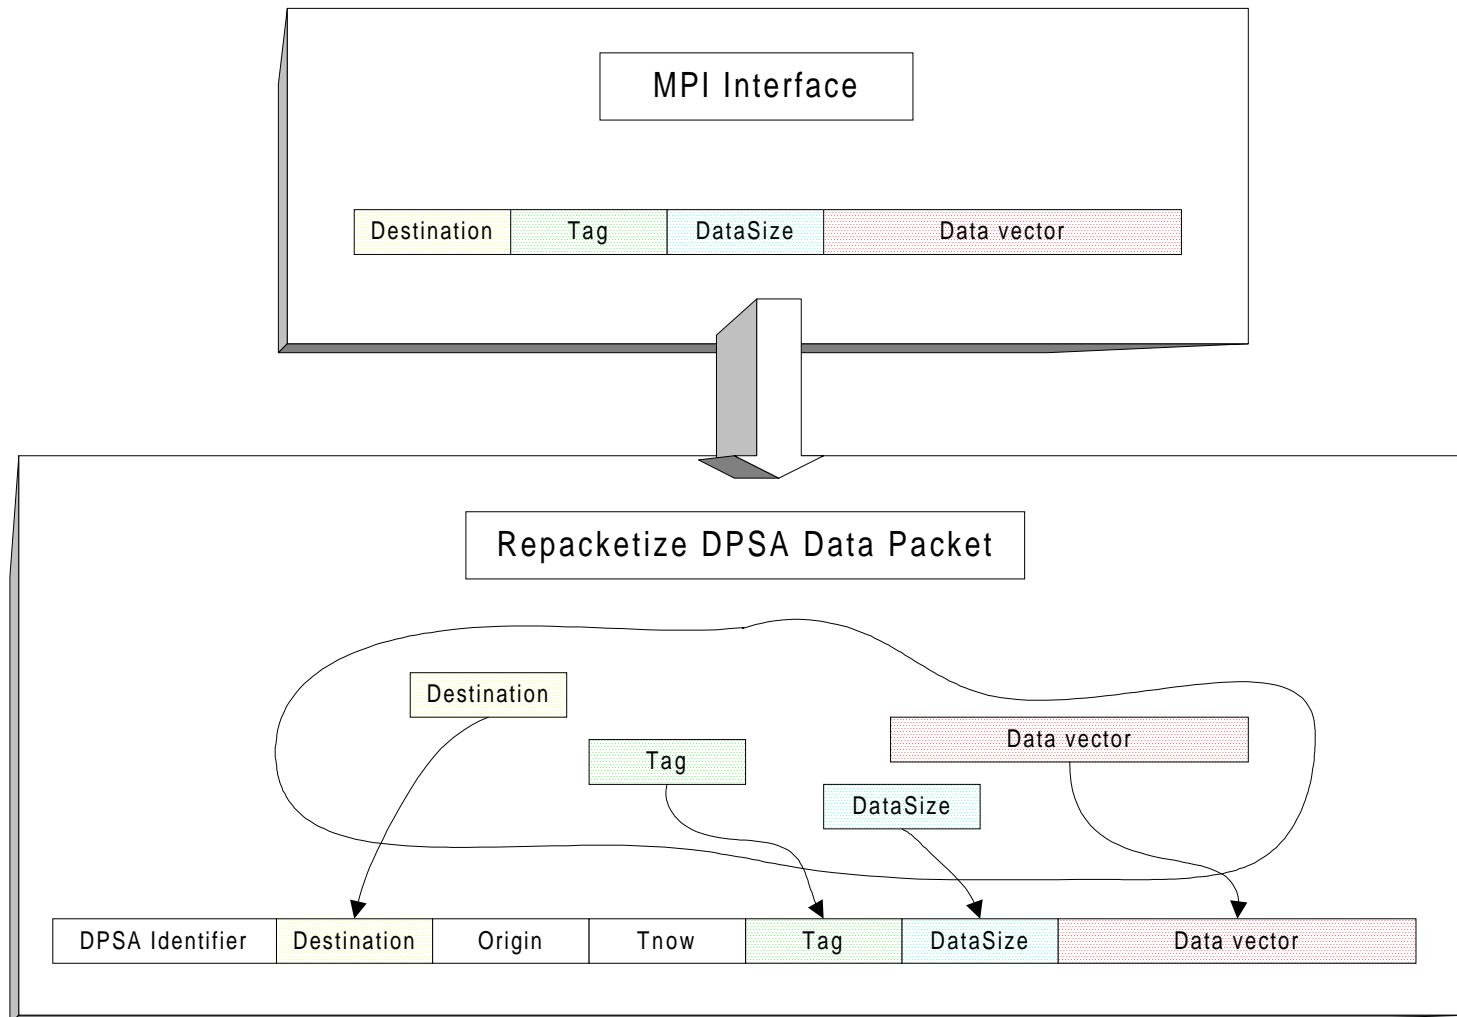 MPI Interface
Destination Tag DataSize Data vector
Repacketize DPSA Data Packet
Destination
Tag
Data vector
DataSize
DPSA Identifier Destination Origin Tnow Tag DataSize Data vector